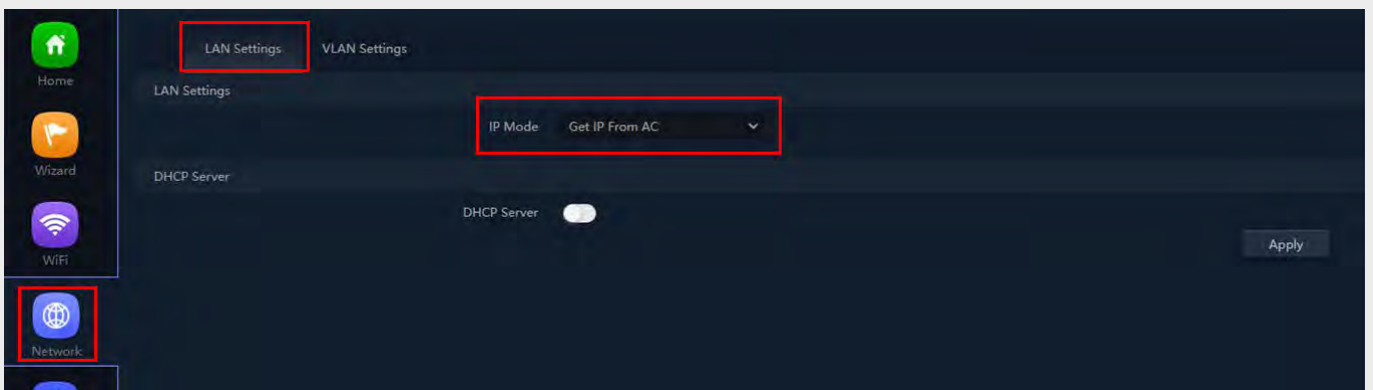 LAN Settings VLAN Settings
Home
LAN Settings
IP Mode Get IP From AC
Wizard
DHCP Server
DHCP Server
WiFi
Apply
Network